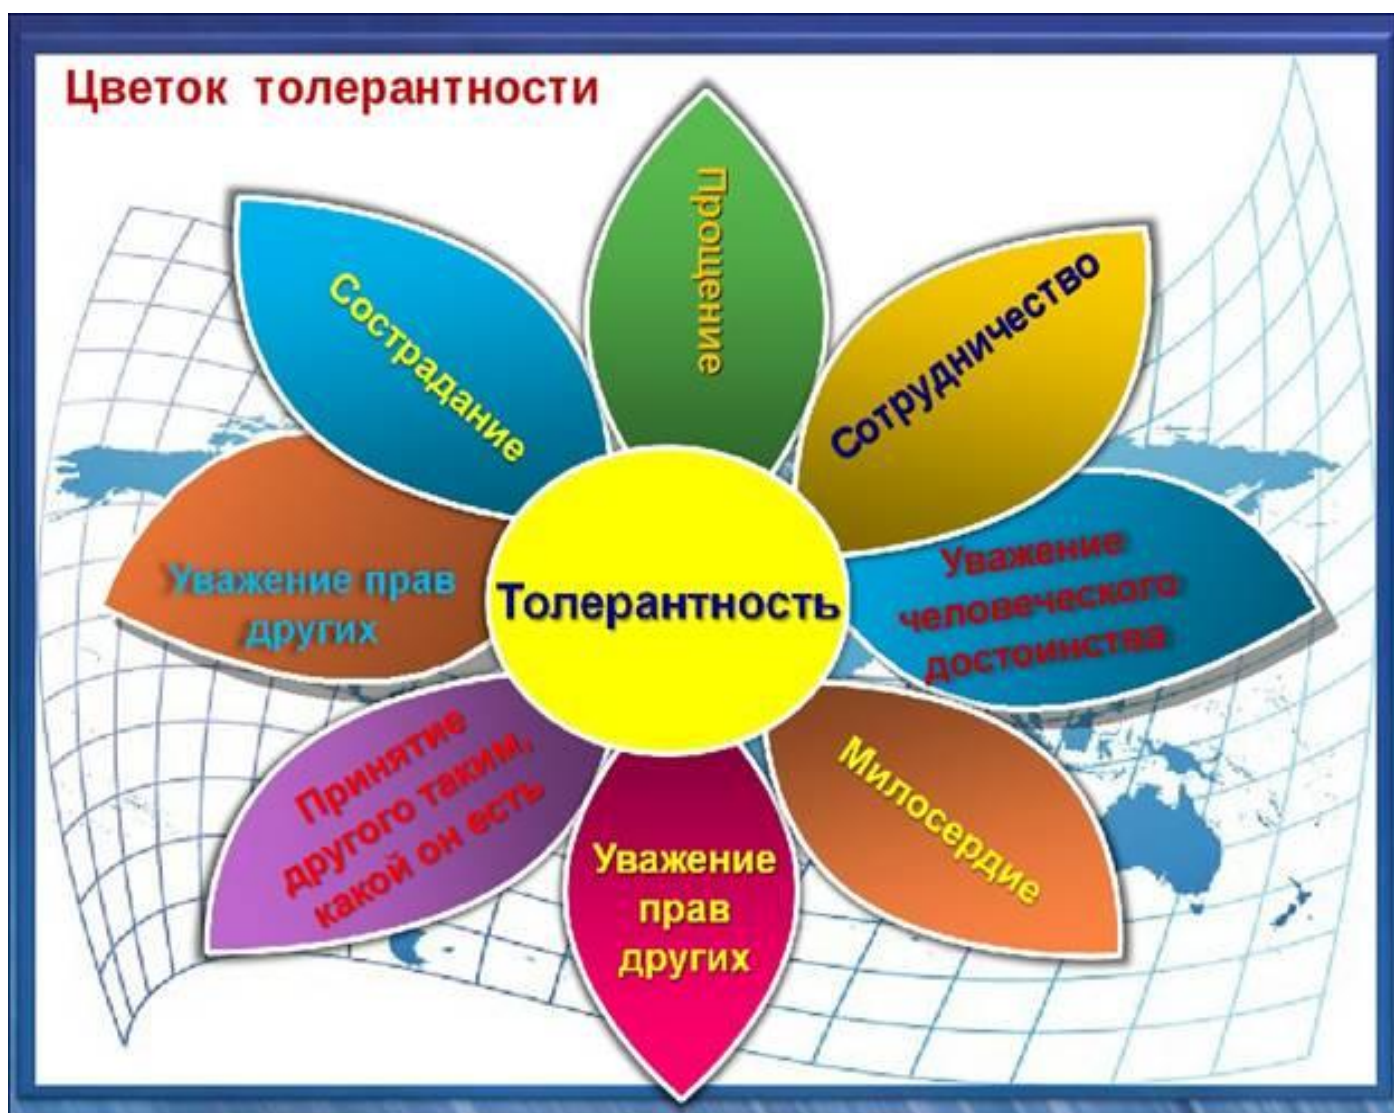 Цветок толерантности
Прощение
Сотрудничество
Сострадание
Уважение
человеческого
достоинства
Уважение прав
других
Толерантность
Милосердие
Принятие
другого таким,
какой он есть
Уважение
прав
других